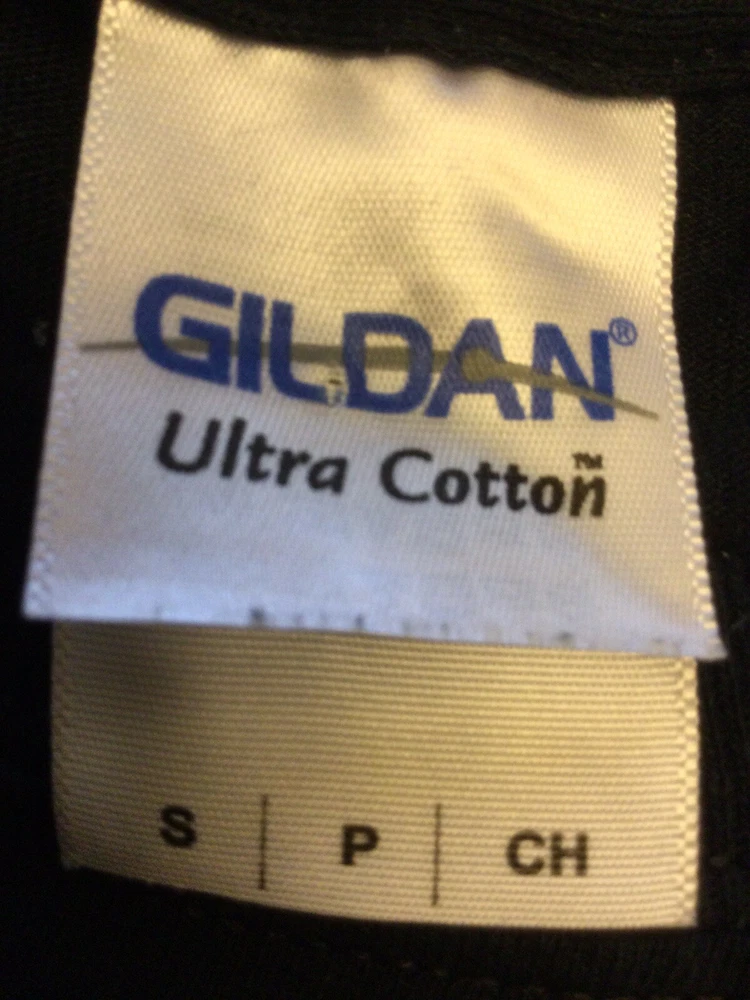 GILDAN®
Ultra Cotton™
S | P | CH